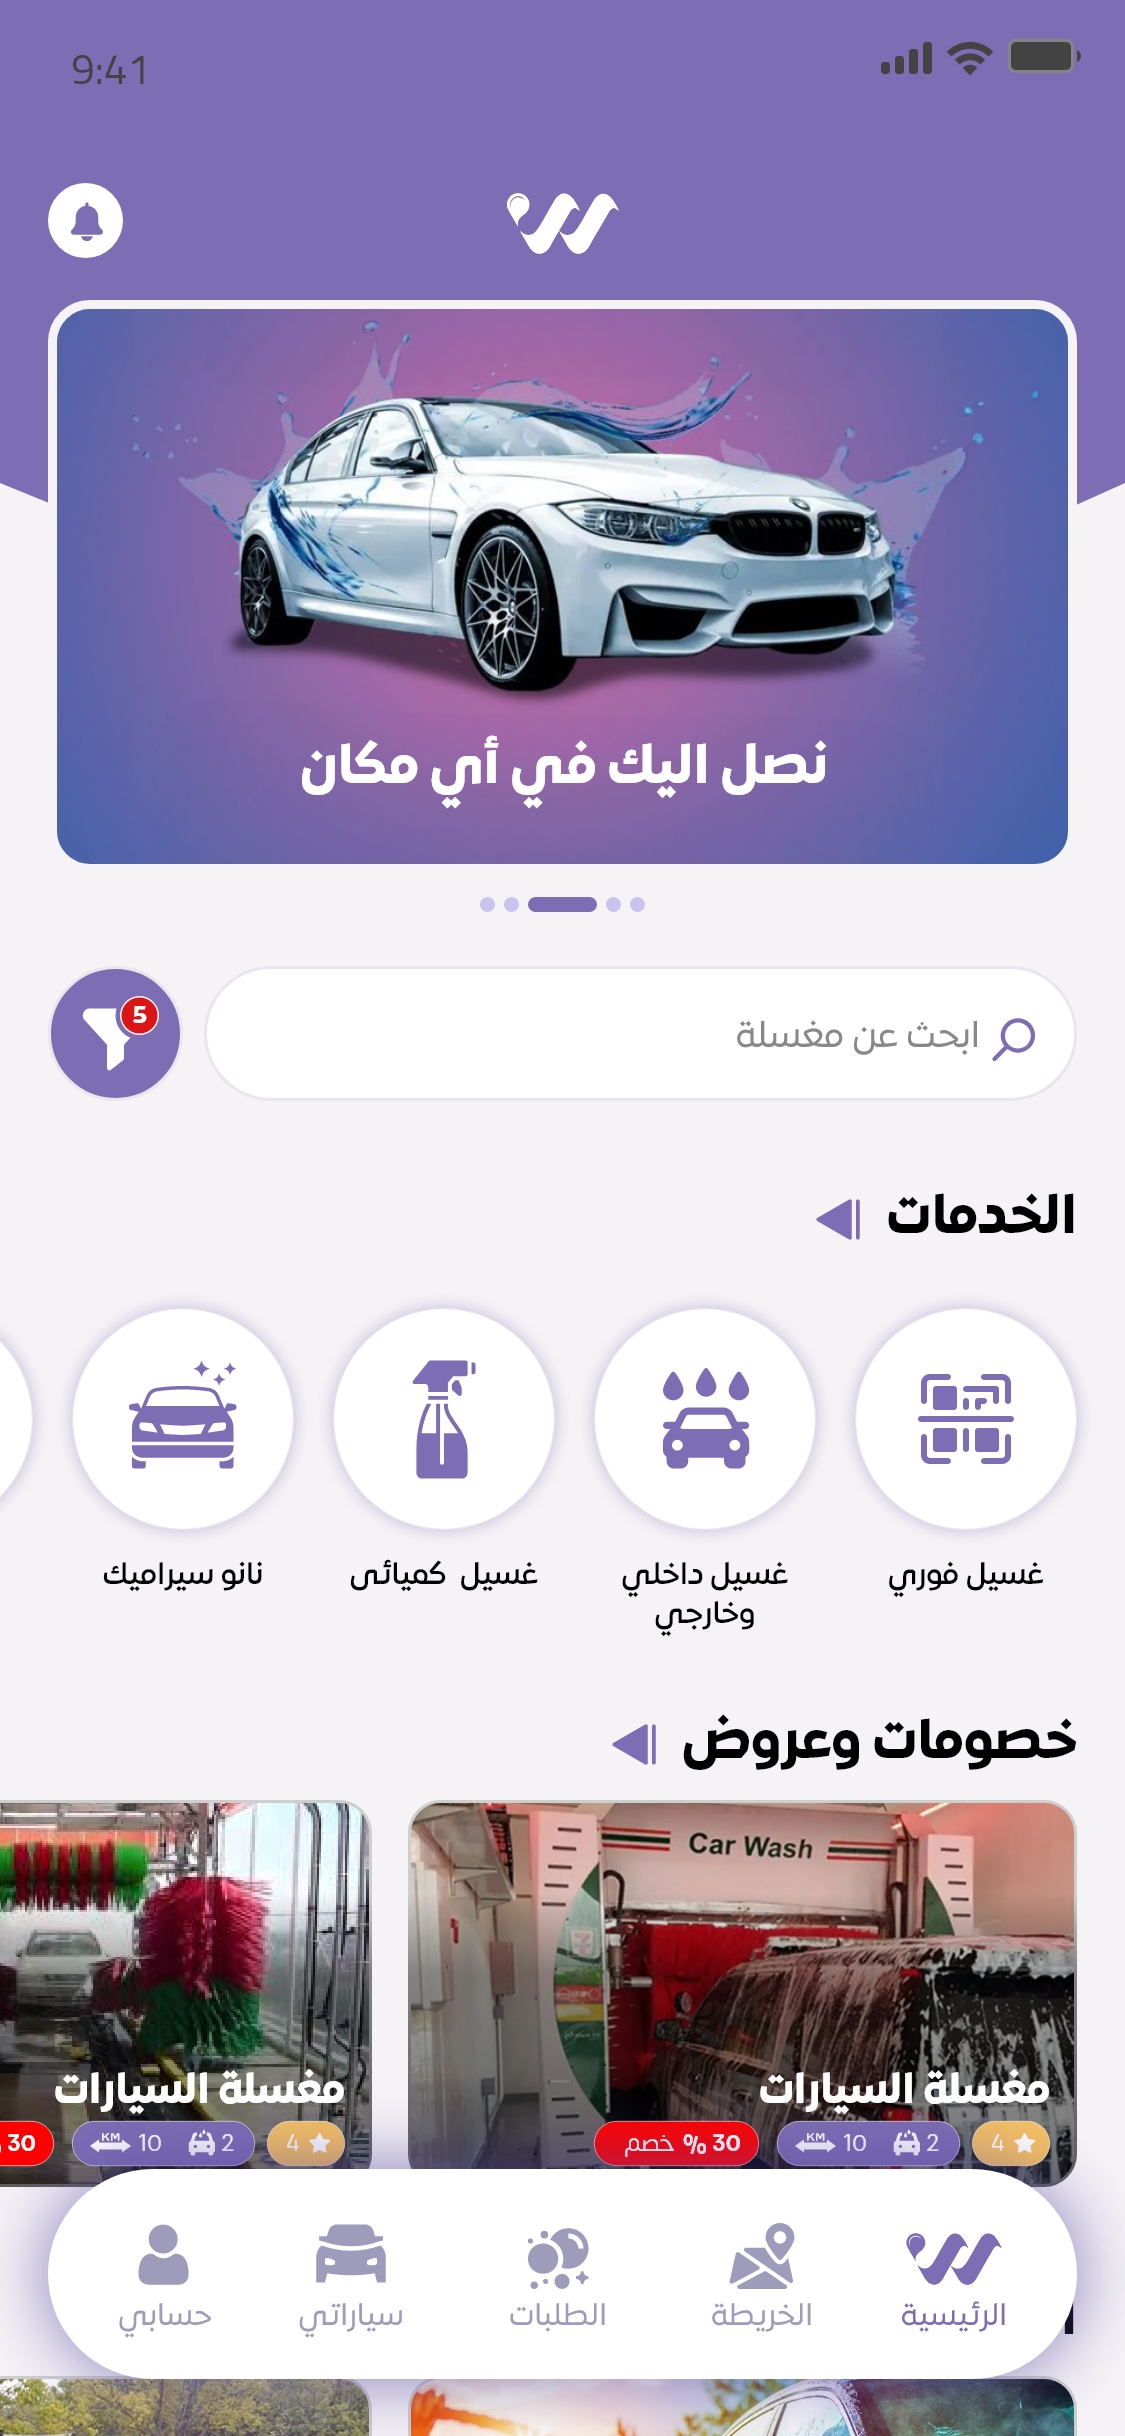 9:41
نصل اليك في أي مكان
ابحث عن مغسلة
5
الخدمات
غسيل فوري
غسيل داخلي وخارجي
غسيل كميائى
نانو سيراميك
خصومات وعروض
Car Wash
مغسلة السيارات
4
2
10 KM
30 % خصم
مغسلة السيارات
4
2
10 KM
30 %
الرئيسية
الخريطة
الطلبات
سياراتي
حسابي